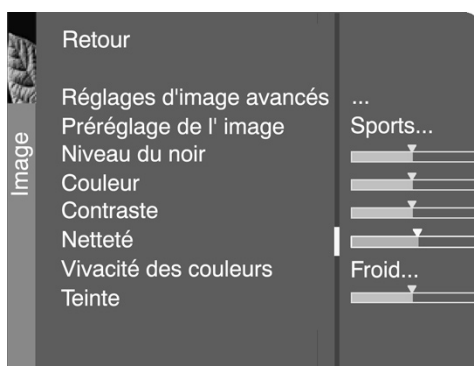 Retour
Réglages d'image avancés ...
Préréglage de l' image Sports...
Niveau du noir
Couleur
Contraste
Netteté
Vivacité des couleurs Froid...
Teinte
Image